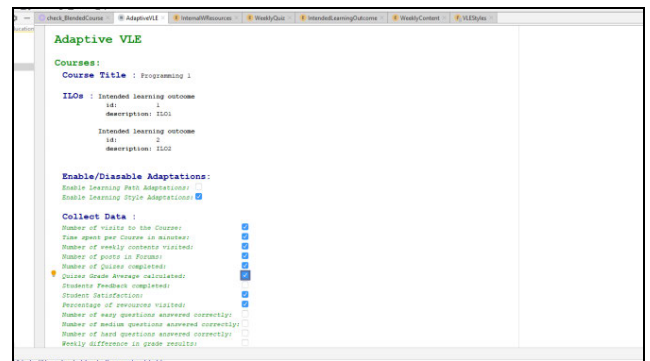 check_BlendedCourse AdaptiveVLE InternalVLResources WeeklyQuiz IntendedLearningOutcome WeeklyContent VLEStyles
Adaptive VLE
Courses:
Course Title : Programming 1
ILOs : Intended learning outcome
id: 1
description: ILO1
Intended learning outcome
id: 2
description: ILO2
Enable/Diasable Adaptations:
Enable Learning Path Adaptations:
Enable Learning Style Adaptations:
Collect Data :
Number of visits to the Course:
Time spent per Course in minutes:
Number of weekly contents visited:
Number of posts in Forums:
Number of Quizes completed:
Quizes Grade Average calculated:
Students Feedback completed:
Student Satisfaction:
Percentage of resources visited:
Number of easy questions answered correctly:
Number of medium questions answered correctly:
Number of hard questions answered correctly:
Weekly difference in grade results: